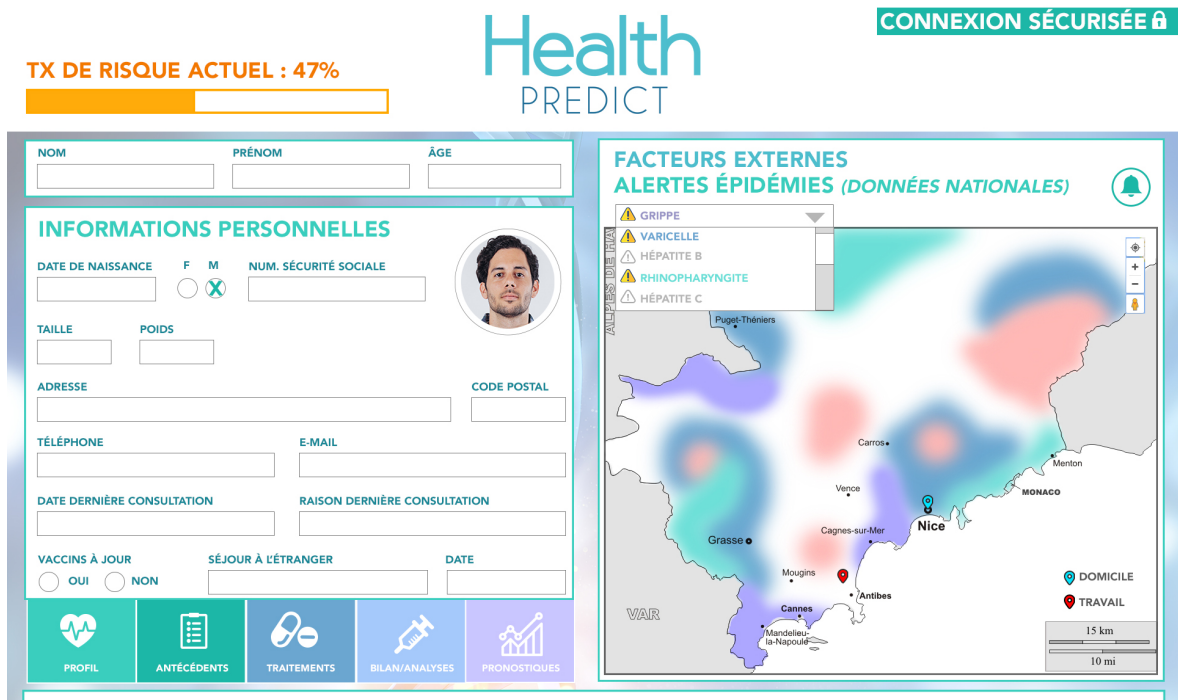 CONNEXION SÉCURISÉE
Health
PREDICT
TX DE RISQUE ACTUEL : 47%
NOM
PRÉNOM
ÂGE
INFORMATIONS PERSONNELLES
DATE DE NAISSANCE
F
M
NUM. SÉCURITÉ SOCIALE
X
TAILLE
POIDS
ADRESSE
CODE POSTAL
TÉLÉPHONE
E-MAIL
DATE DERNIÈRE CONSULTATION
RAISON DERNIÈRE CONSULTATION
VACCINS À JOUR
SÉJOUR À L'ÉTRANGER
DATE
OUI
NON
PROFIL
ANTÉCÉDENTS
TRAITEMENTS
BILAN/ANALYSES
PRONOSTIQUES
FACTEURS EXTERNES
ALERTES ÉPIDÉMIES (DONNÉES NATIONALES)
GRIPPE
VARICELLE
HÉPATITE B
RHINOPHARYNGITE
HÉPATITE C
ALPES DE HA
Puget-Théniers
Carros
Menton
Vence
MONACO
Nice
Cagnes-sur-Mer
Grasse
Mougins
Antibes
Cannes
Mandelieu-
la-Napoule
VAR
DOMICILE
TRAVAIL
15 km
10 mi